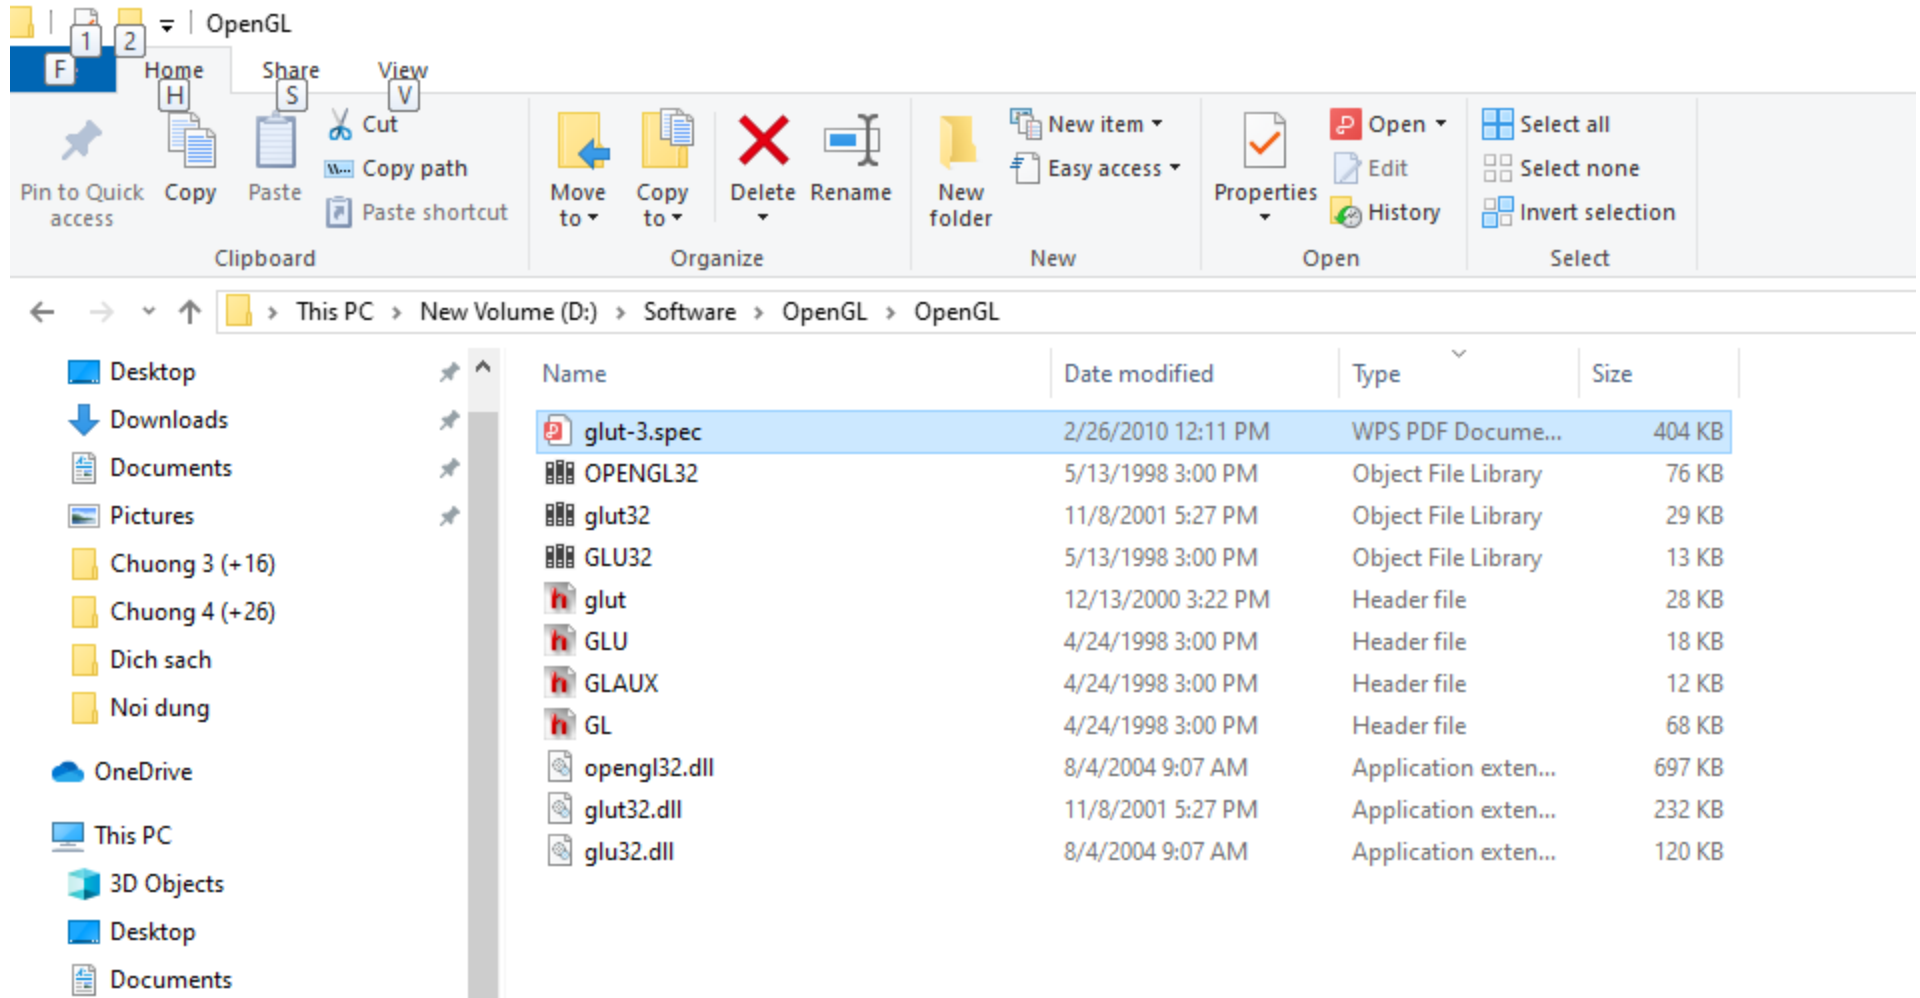 OpenGL
1 2
F Home Share View
H S V
Pin to Quick access
Copy
Paste
Cut
Copy path
Paste shortcut
Clipboard
Move to
Copy to
Delete
Rename
Organize
New folder
New item
Easy access
New
Properties
Open
Edit
History
Open
Select all
Select none
Invert selection
Select
This PC > New Volume (D:) > Software > OpenGL > OpenGL
Desktop
Downloads
Documents
Pictures
Chuong 3 (+16)
Chuong 4 (+26)
Dich sach
Noi dung
OneDrive
This PC
3D Objects
Desktop
Documents
Name Date modified Type Size
glut-3.spec 2/26/2010 12:11 PM WPS PDF Docume... 404 KB
OPENGL32 5/13/1998 3:00 PM Object File Library 76 KB
glut32 11/8/2001 5:27 PM Object File Library 29 KB
GLU32 5/13/1998 3:00 PM Object File Library 13 KB
glut 12/13/2000 3:22 PM Header file 28 KB
GLU 4/24/1998 3:00 PM Header file 18 KB
GLAUX 4/24/1998 3:00 PM Header file 12 KB
GL 4/24/1998 3:00 PM Header file 68 KB
opengl32.dll 8/4/2004 9:07 AM Application exten... 697 KB
glut32.dll 11/8/2001 5:27 PM Application exten... 232 KB
glu32.dll 8/4/2004 9:07 AM Application exten... 120 KB